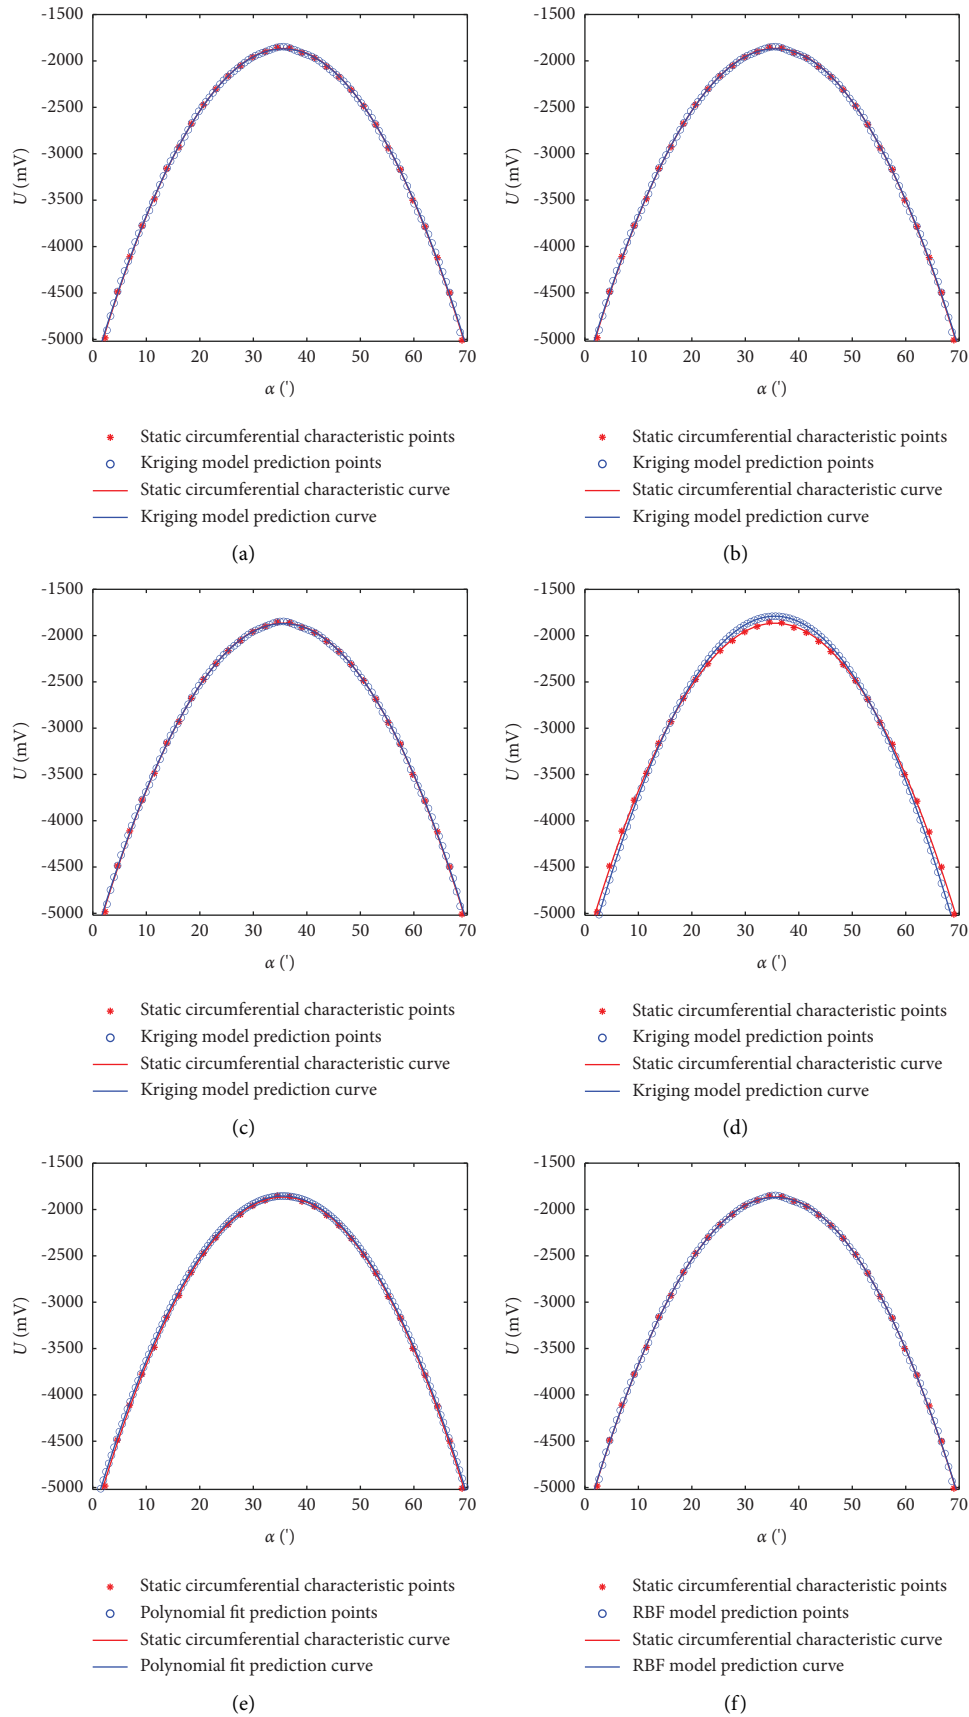 -1500
-2000
-2500
-3000
-3500
-4000
-4500
-5000
U (mV)
0 10 20 30 40 50 60 70
α (')
Static circumferential characteristic points
Kriging model prediction points
Static circumferential characteristic curve
Kriging model prediction curve
(a)
-1500
-2000
-2500
-3000
-3500
-4000
-4500
-5000
U (mV)
0 10 20 30 40 50 60 70
α (')
Static circumferential characteristic points
Kriging model prediction points
Static circumferential characteristic curve
Kriging model prediction curve
(b)
-1500
-2000
-2500
-3000
-3500
-4000
-4500
-5000
U (mV)
0 10 20 30 40 50 60 70
α (')
Static circumferential characteristic points
Kriging model prediction points
Static circumferential characteristic curve
Kriging model prediction curve
(c)
-1500
-2000
-2500
-3000
-3500
-4000
-4500
-5000
U (mV)
0 10 20 30 40 50 60 70
α (')
Static circumferential characteristic points
Kriging model prediction points
Static circumferential characteristic curve
Kriging model prediction curve
(d)
-1500
-2000
-2500
-3000
-3500
-4000
-4500
-5000
U (mV)
0 10 20 30 40 50 60 70
α (')
Static circumferential characteristic points
Polynomial fit prediction points
Static circumferential characteristic curve
Polynomial fit prediction curve
(e)
-1500
-2000
-2500
-3000
-3500
-4000
-4500
-5000
U (mV)
0 10 20 30 40 50 60 70
α (')
Static circumferential characteristic points
RBF model prediction points
Static circumferential characteristic curve
RBF model prediction curve
(f)